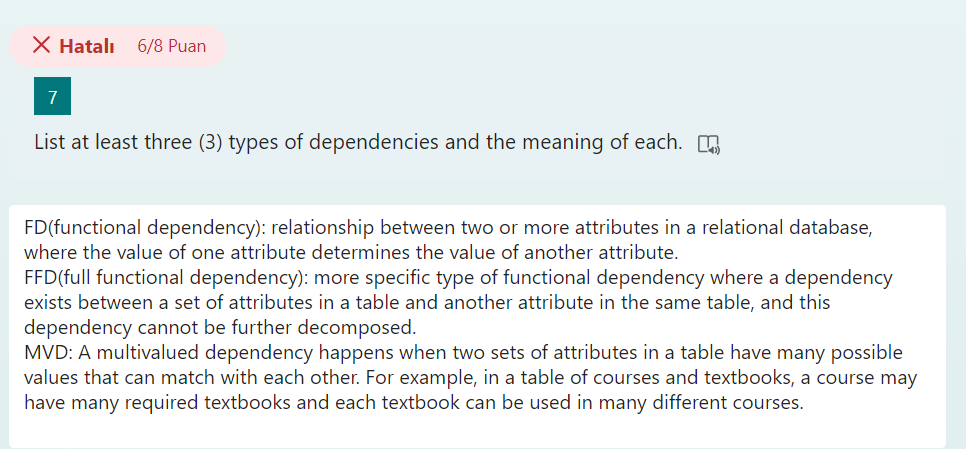 Hatalı 6/8 Puan
7
List at least three (3) types of dependencies and the meaning of each.
FD(functional dependency): relationship between two or more attributes in a relational database,
where the value of one attribute determines the value of another attribute.
FFD(full functional dependency): more specific type of functional dependency where a dependency
exists between a set of attributes in a table and another attribute in the same table, and this
dependency cannot be further decomposed.
MVD: A multivalued dependency happens when two sets of attributes in a table have many possible
values that can match with each other. For example, in a table of courses and textbooks, a course may
have many required textbooks and each textbook can be used in many different courses.